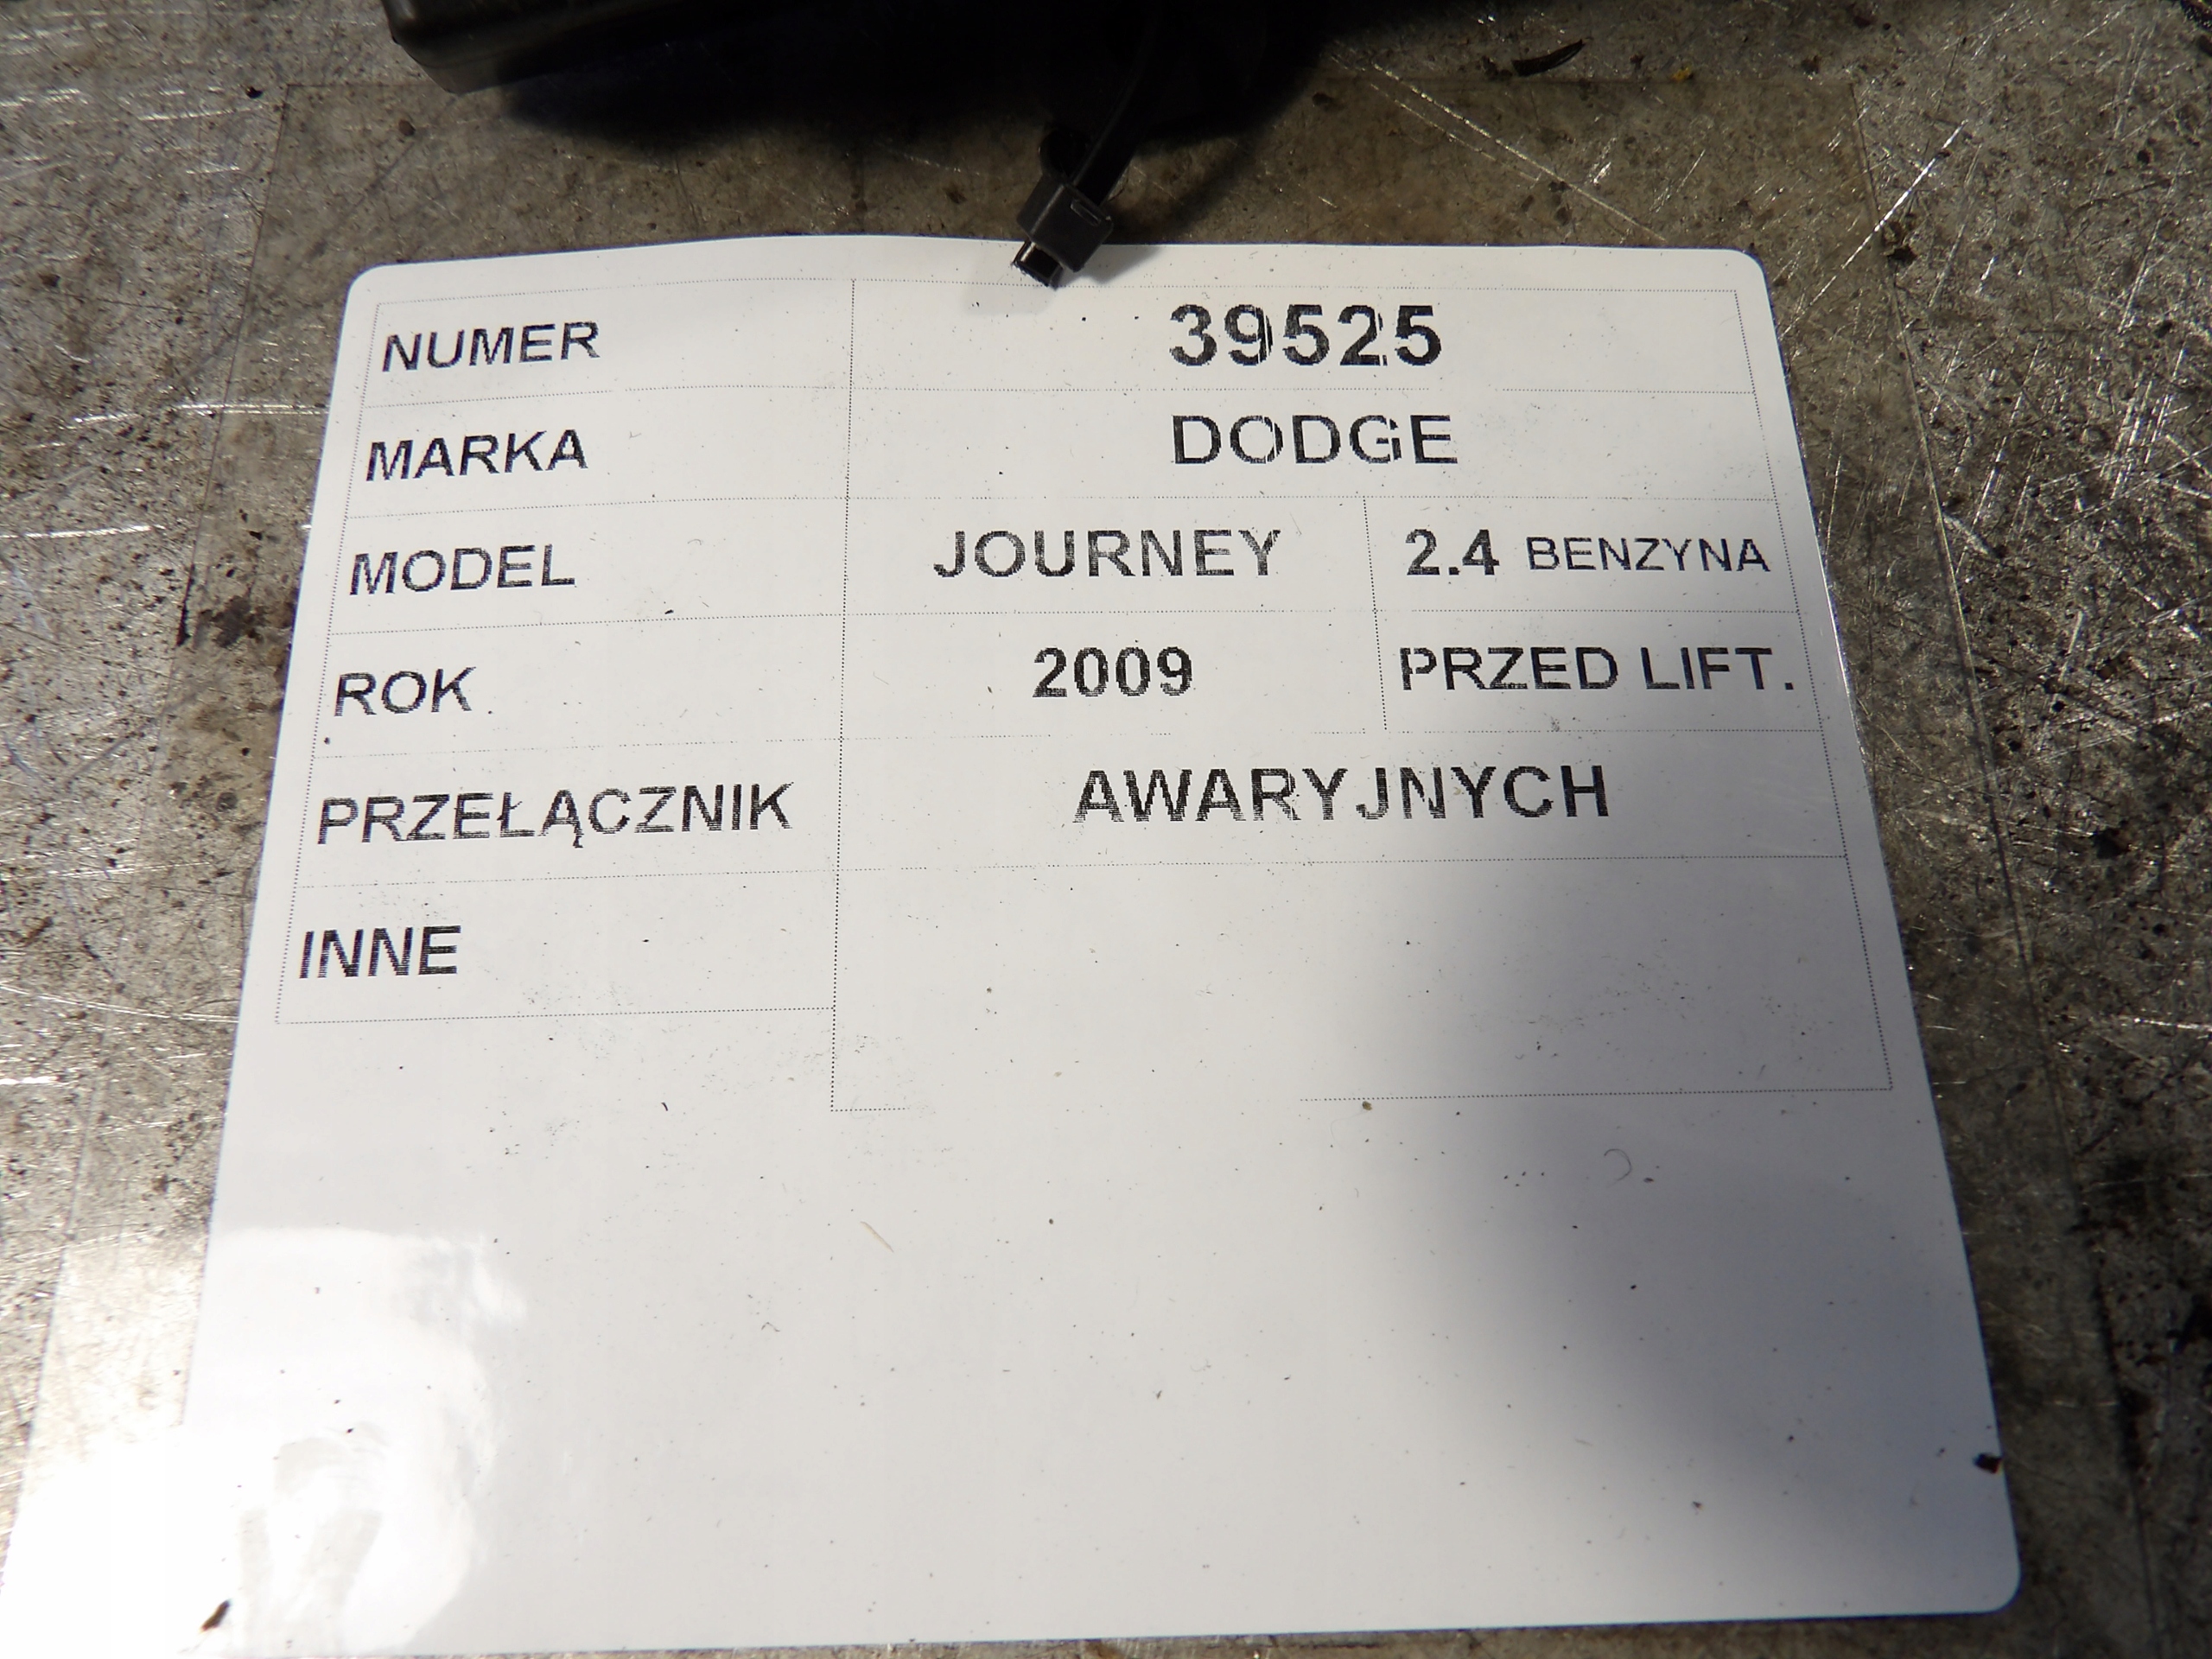 NUMER 39525
MARKA DODGE
MODEL JOURNEY 2.4 BENZYNA
ROK 2009 PRZED LIFT.
PRZEŁĄCZNIK AWARYJNYCH
INNE